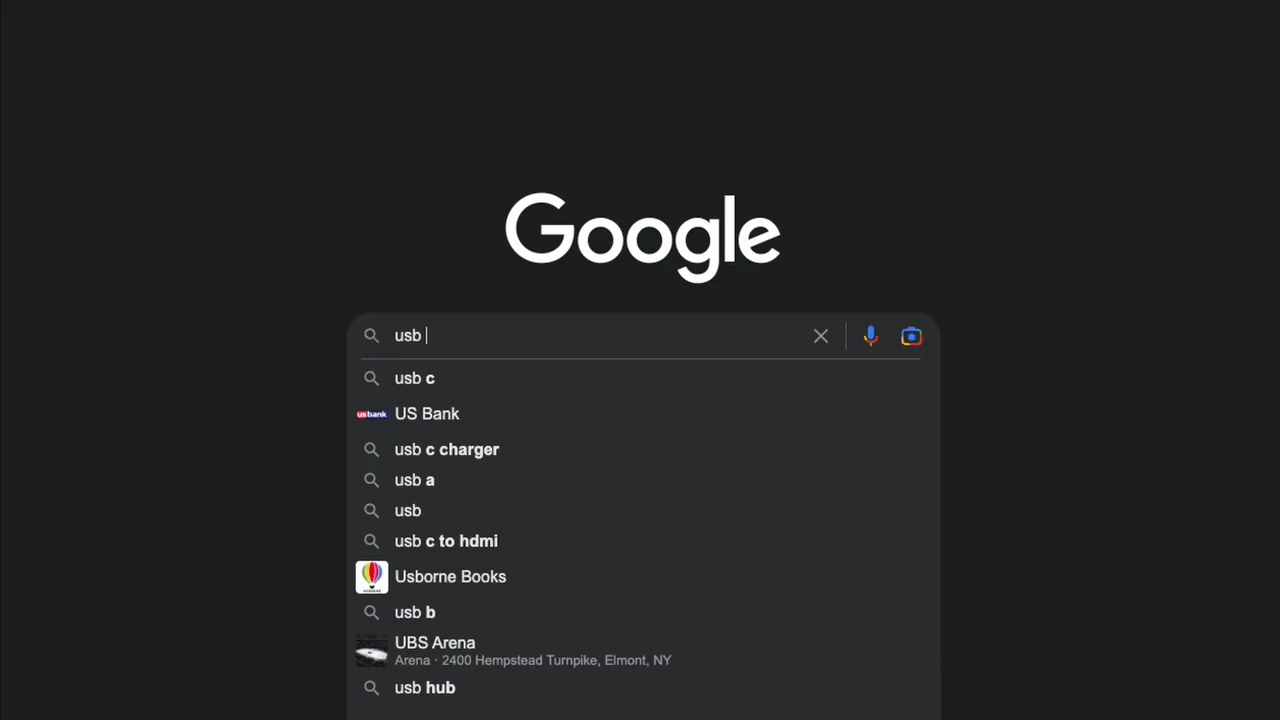 Google
usb
usb c
usbank US Bank
usb c charger
usb a
usb
usb c to hdmi
Usborne Books
usb b
UBS Arena
Arena · 2400 Hempstead Turnpike, Elmont, NY
usb hub